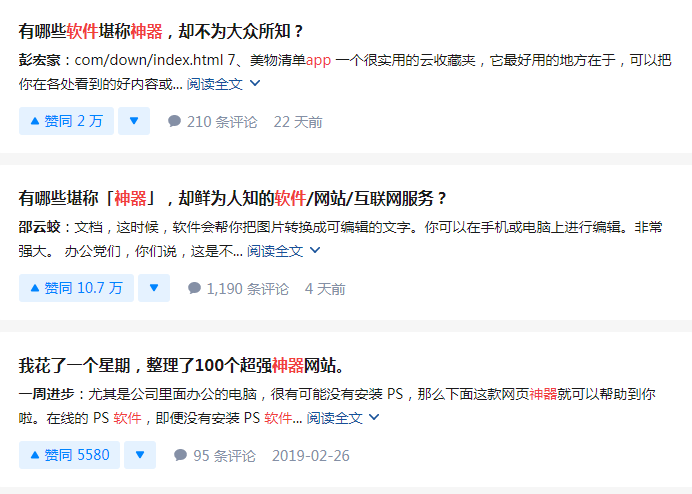 有哪些软件堪称神器，却不为大众所知？
彭宏家：com/down/index.html 7、美物清单app 一个很实用的云收藏夹，它最好用的地方在于，可以把
你在各处看到的好内容或... 阅读全文
赞同 2 万 210 条评论 22 天前
有哪些堪称「神器」，却鲜为人知的软件/网站/互联网服务？
邵云蛟：文档，这时候，软件会帮你把图片转换成可编辑的文字。你可以在手机或电脑上进行编辑。非常
强大。 办公党们，你们说，这是不... 阅读全文
赞同 10.7 万 1,190 条评论 4 天前
我花了一个星期，整理了100个超强神器网站。
一周进步：尤其是公司里面办公的电脑，很有可能没有安装 PS，那么下面这款网页神器就可以帮助到你
啦。在线的 PS 软件，即便没有安装 PS 软件... 阅读全文
赞同 5580 95 条评论 2019-02-26